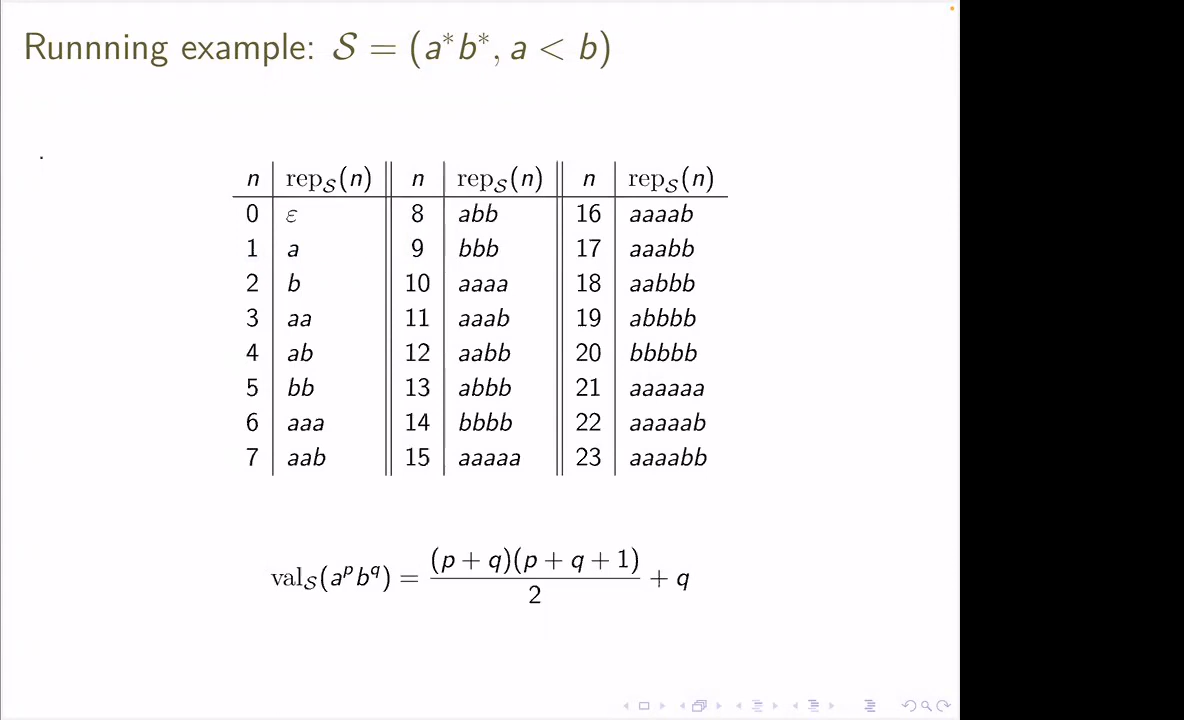 Runnning example: 𝒮 = (a*b*, a < b)
.
n | rep𝒮(n) || n | rep𝒮(n) || n | rep𝒮(n)
0 | ε || 8 | abb || 16 | aaaab
1 | a || 9 | bbb || 17 | aaabb
2 | b || 10 | aaaa || 18 | aabbb
3 | aa || 11 | aaab || 19 | abbbb
4 | ab || 12 | aabb || 20 | bbbbb
5 | bb || 13 | abbb || 21 | aaaaaa
6 | aaa || 14 | bbbb || 22 | aaaaab
7 | aab || 15 | aaaaa || 23 | aaaabb
val𝒮(aᵖb^q) = (p + q)(p + q + 1) / 2 + q